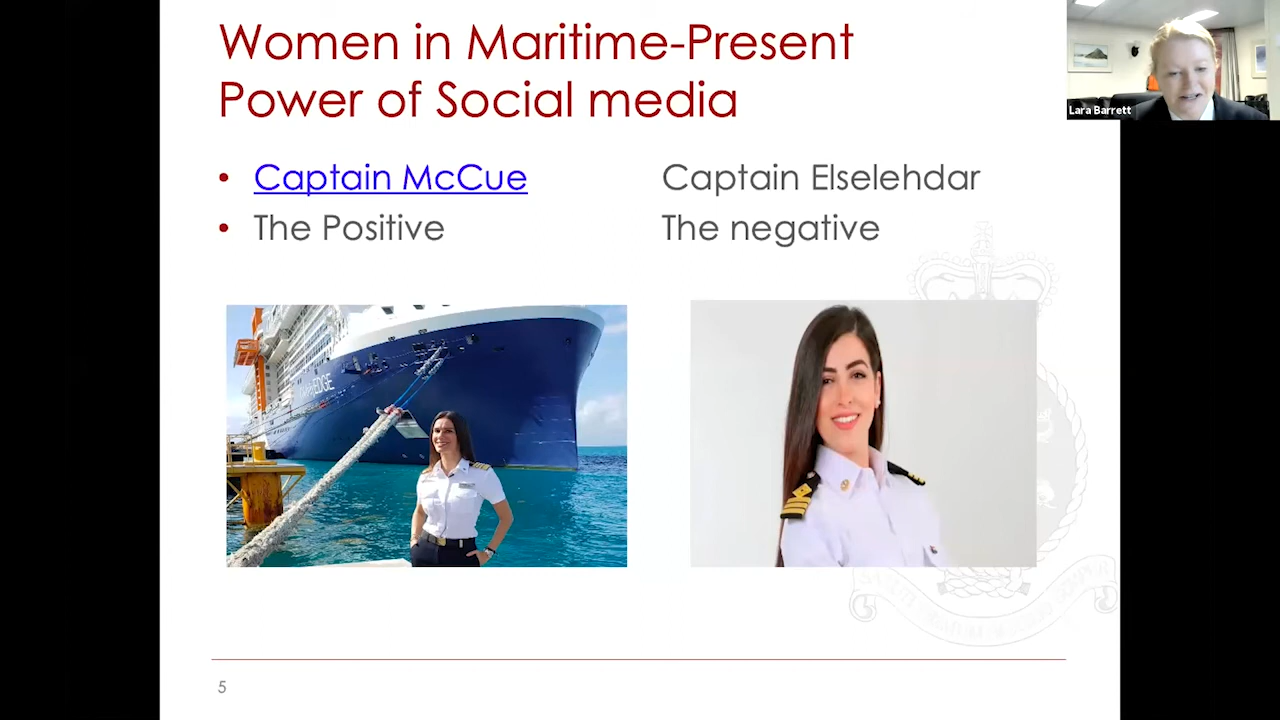 Women in Maritime-Present
Power of Social media
Lara Barrett
• Captain McCue
Captain Elselehdar
• The Positive
The negative
EDGE
5